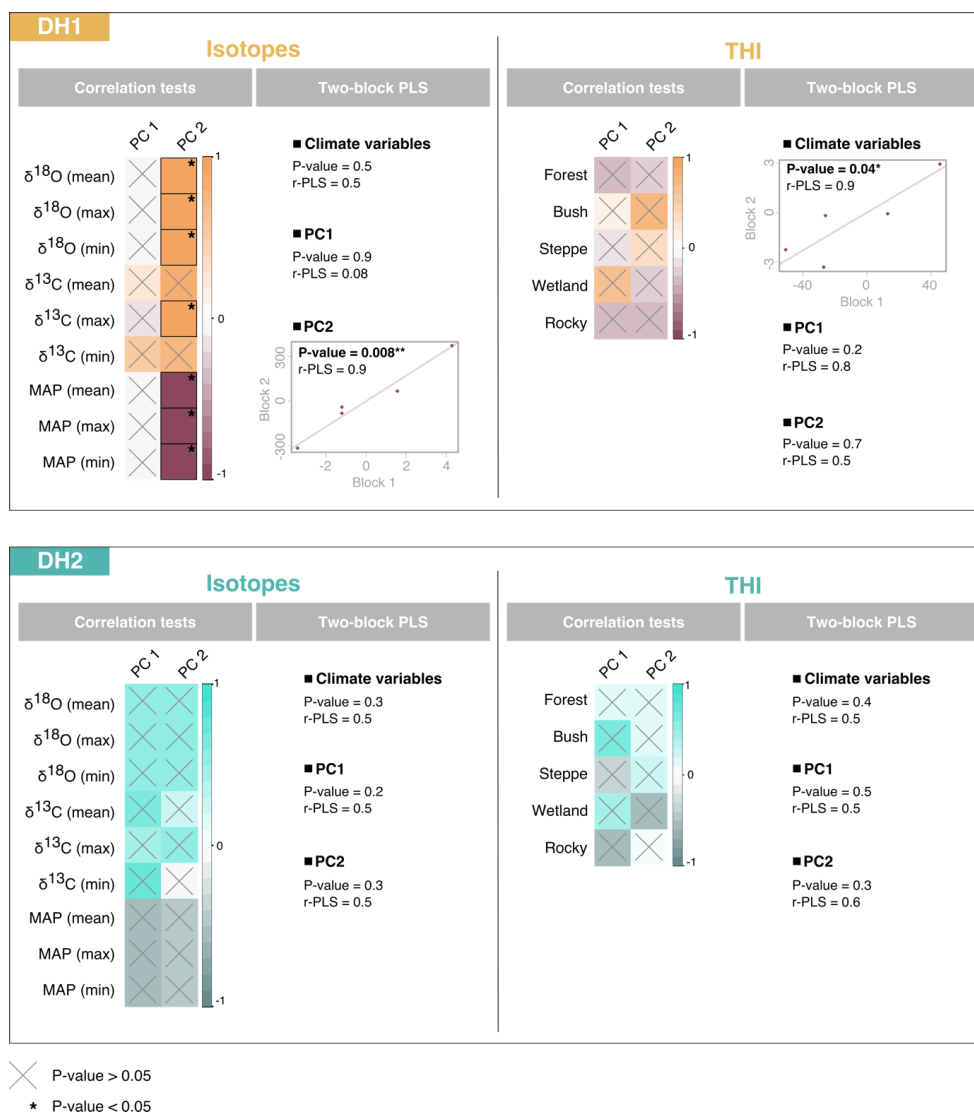 DH1
Isotopes
Correlation tests
Two-block PLS
PC 1
PC 2
δ18O (mean)
δ18O (max)
δ18O (min)
δ13C (mean)
δ13C (max)
δ13C (min)
MAP (mean)
MAP (max)
MAP (min)
*
*
*
*
*
*
*
1
0
-1
■ Climate variables
P-value = 0.5
r-PLS = 0.5
■ PC1
P-value = 0.9
r-PLS = 0.08
■ PC2
P-value = 0.008**
r-PLS = 0.9
Block 2
300
0
-300
-2
0
2
4
Block 1
THI
Correlation tests
Two-block PLS
PC 1
PC 2
Forest
Bush
Steppe
Wetland
Rocky
1
0
-1
■ Climate variables
P-value = 0.04*
r-PLS = 0.9
Block 2
3
0
-3
-40
0
40
Block 1
■ PC1
P-value = 0.2
r-PLS = 0.8
■ PC2
P-value = 0.7
r-PLS = 0.5
DH2
Isotopes
Correlation tests
Two-block PLS
PC 1
PC 2
δ18O (mean)
δ18O (max)
δ18O (min)
δ13C (mean)
δ13C (max)
δ13C (min)
MAP (mean)
MAP (max)
MAP (min)
1
0
-1
■ Climate variables
P-value = 0.3
r-PLS = 0.5
■ PC1
P-value = 0.2
r-PLS = 0.5
■ PC2
P-value = 0.3
r-PLS = 0.5
THI
Correlation tests
Two-block PLS
PC 1
PC 2
Forest
Bush
Steppe
Wetland
Rocky
1
0
-1
■ Climate variables
P-value = 0.4
r-PLS = 0.5
■ PC1
P-value = 0.5
r-PLS = 0.5
■ PC2
P-value = 0.3
r-PLS = 0.6
P-value > 0.05
* P-value < 0.05